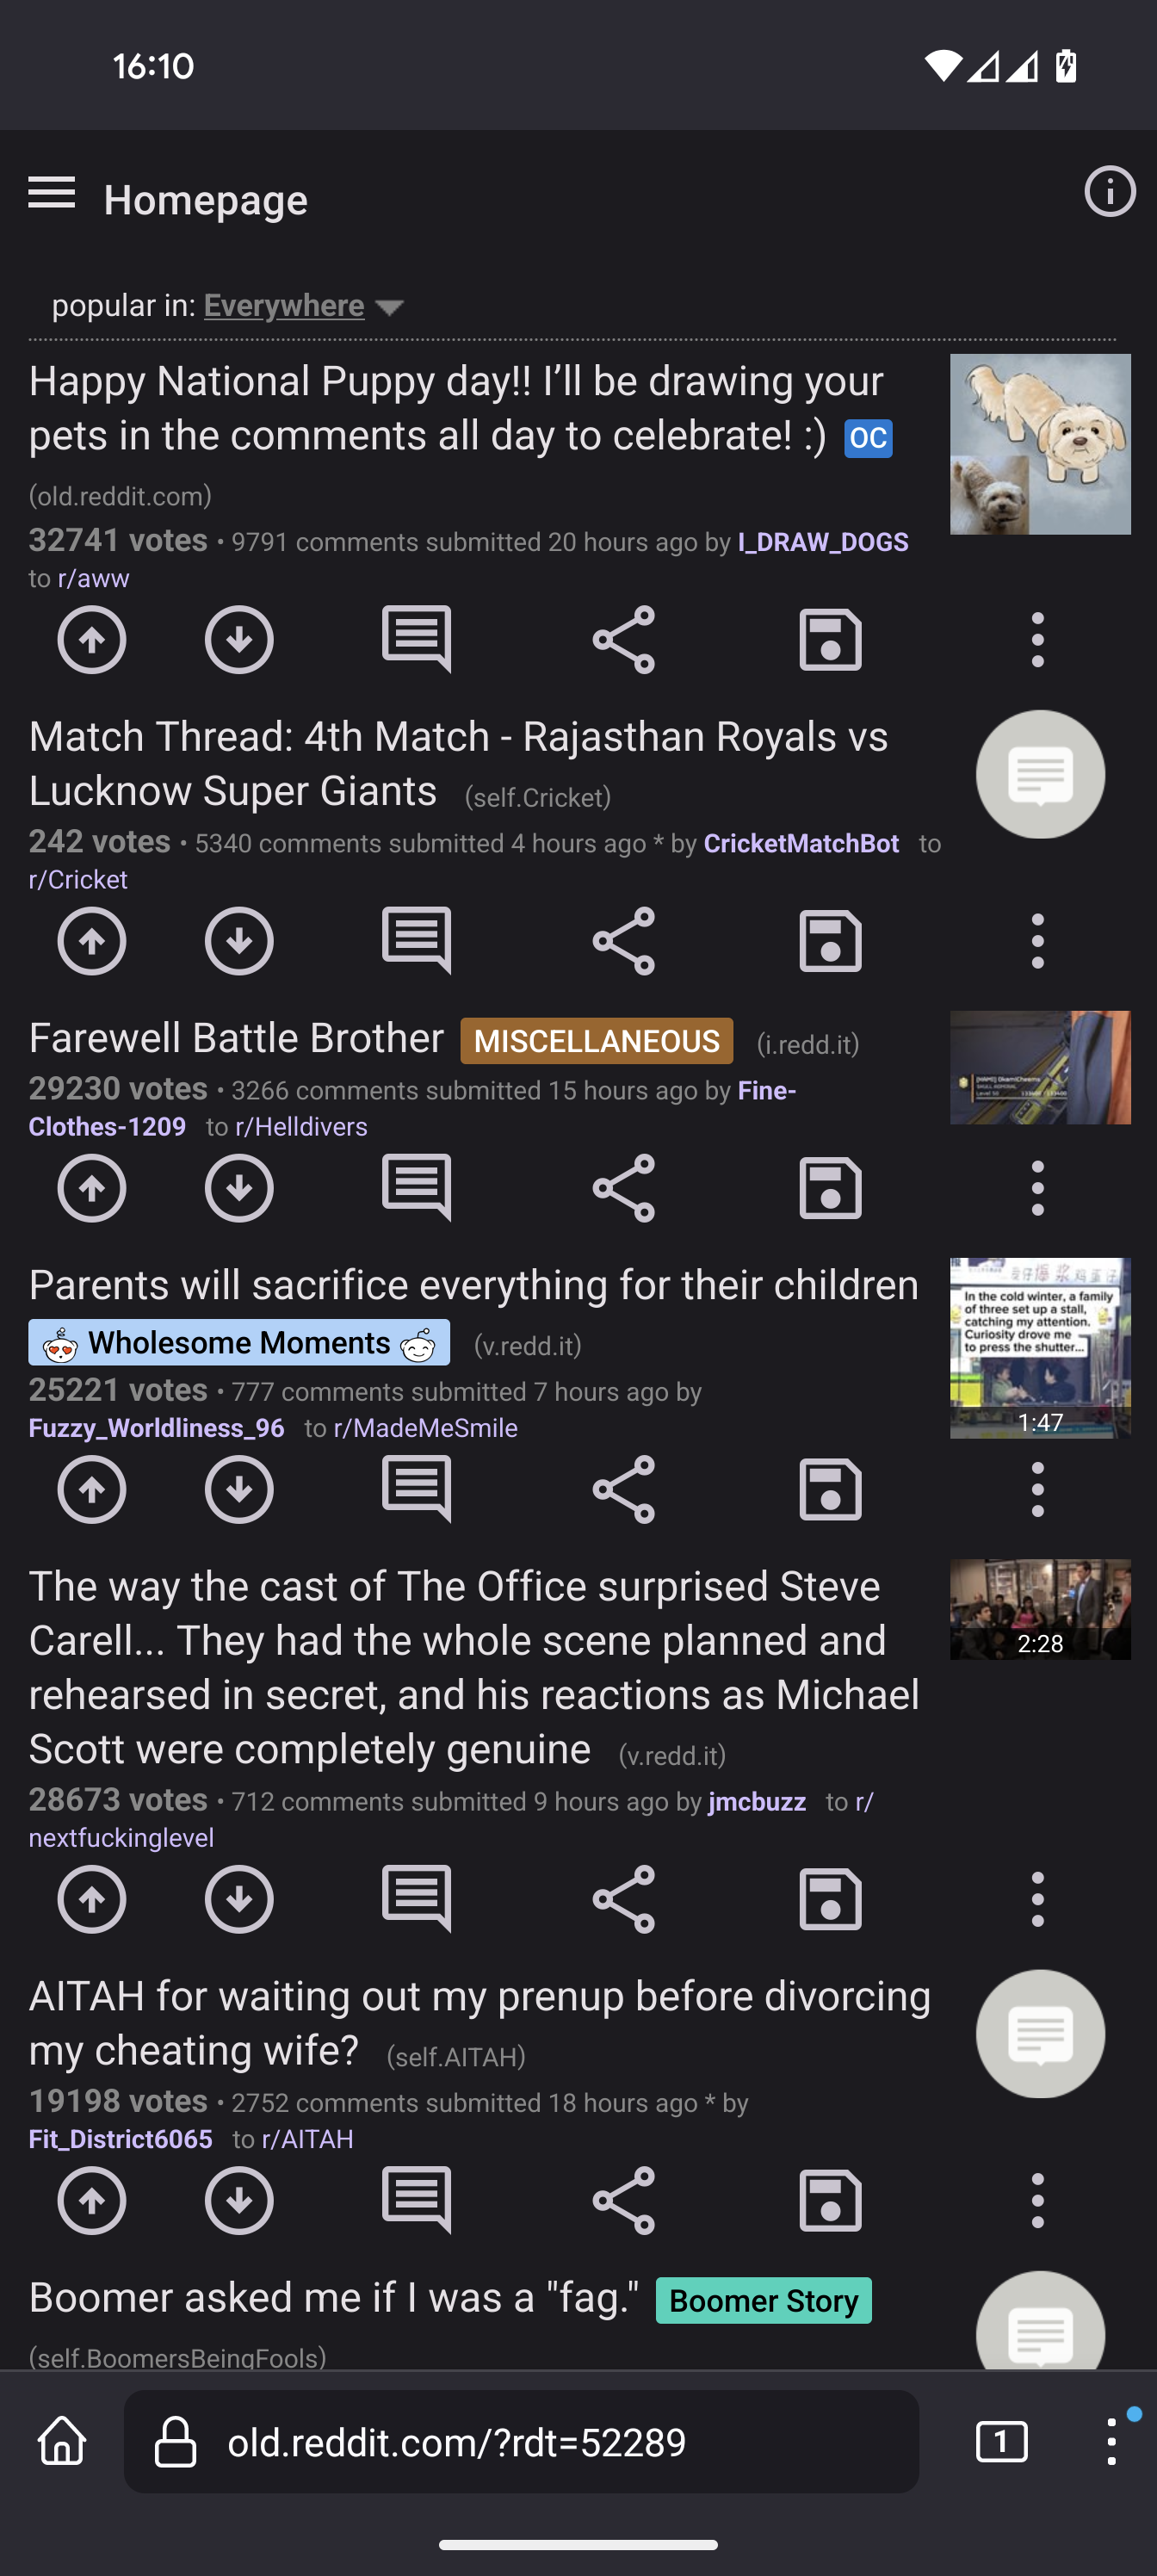 16:10
Homepage
popular in: Everywhere
Happy National Puppy day!! I’ll be drawing your
pets in the comments all day to celebrate! :) OC
(old.reddit.com)
32741 votes • 9791 comments submitted 20 hours ago by I_DRAW_DOGS
to r/aww
Match Thread: 4th Match - Rajasthan Royals vs
Lucknow Super Giants (self.Cricket)
242 votes • 5340 comments submitted 4 hours ago * by CricketMatchBot to
r/Cricket
Farewell Battle Brother MISCELLANEOUS (i.redd.it)
29230 votes • 3266 comments submitted 15 hours ago by Fine-
Clothes-1209 to r/Helldivers
Parents will sacrifice everything for their children
Wholesome Moments (v.redd.it)
25221 votes • 777 comments submitted 7 hours ago by
Fuzzy_Worldliness_96 to r/MadeMeSmile
In the cold winter, a family
of three set up a stall,
catching my attention.
Curiosity drove me
to press the shutter...
1:47
The way the cast of The Office surprised Steve
Carell... They had the whole scene planned and
rehearsed in secret, and his reactions as Michael
Scott were completely genuine (v.redd.it)
28673 votes • 712 comments submitted 9 hours ago by jmcbuzz to r/
nextfuckinglevel
2:28
AITAH for waiting out my prenup before divorcing
my cheating wife? (self.AITAH)
19198 votes • 2752 comments submitted 18 hours ago * by
Fit_District6065 to r/AITAH
Boomer asked me if I was a "fag." Boomer Story
(self.BoomersBeingFools)
old.reddit.com/?rdt=52289
1